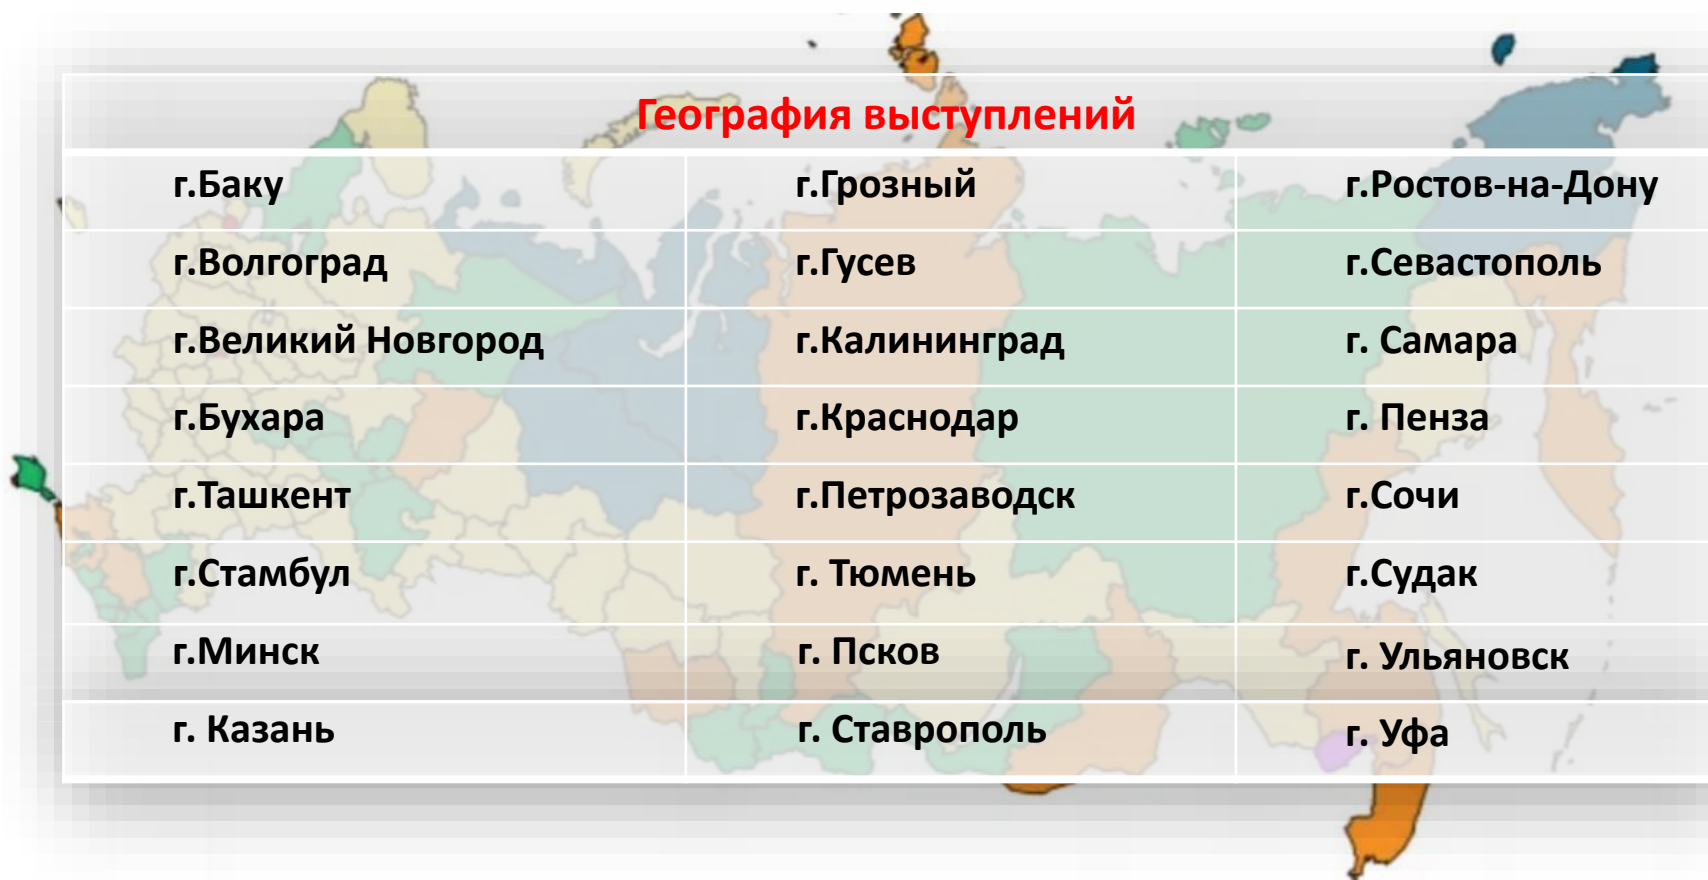 География выступлений
г.Баку г.Грозный г.Ростов-на-Дону
г.Волгоград г.Гусев г.Севастополь
г.Великий Новгород г.Калининград г. Самара
г.Бухара г.Краснодар г. Пенза
г.Ташкент г.Петрозаводск г.Сочи
г.Стамбул г. Тюмень г.Судак
г.Минск г. Псков г. Ульяновск
г. Казань г. Ставрополь г. Уфа